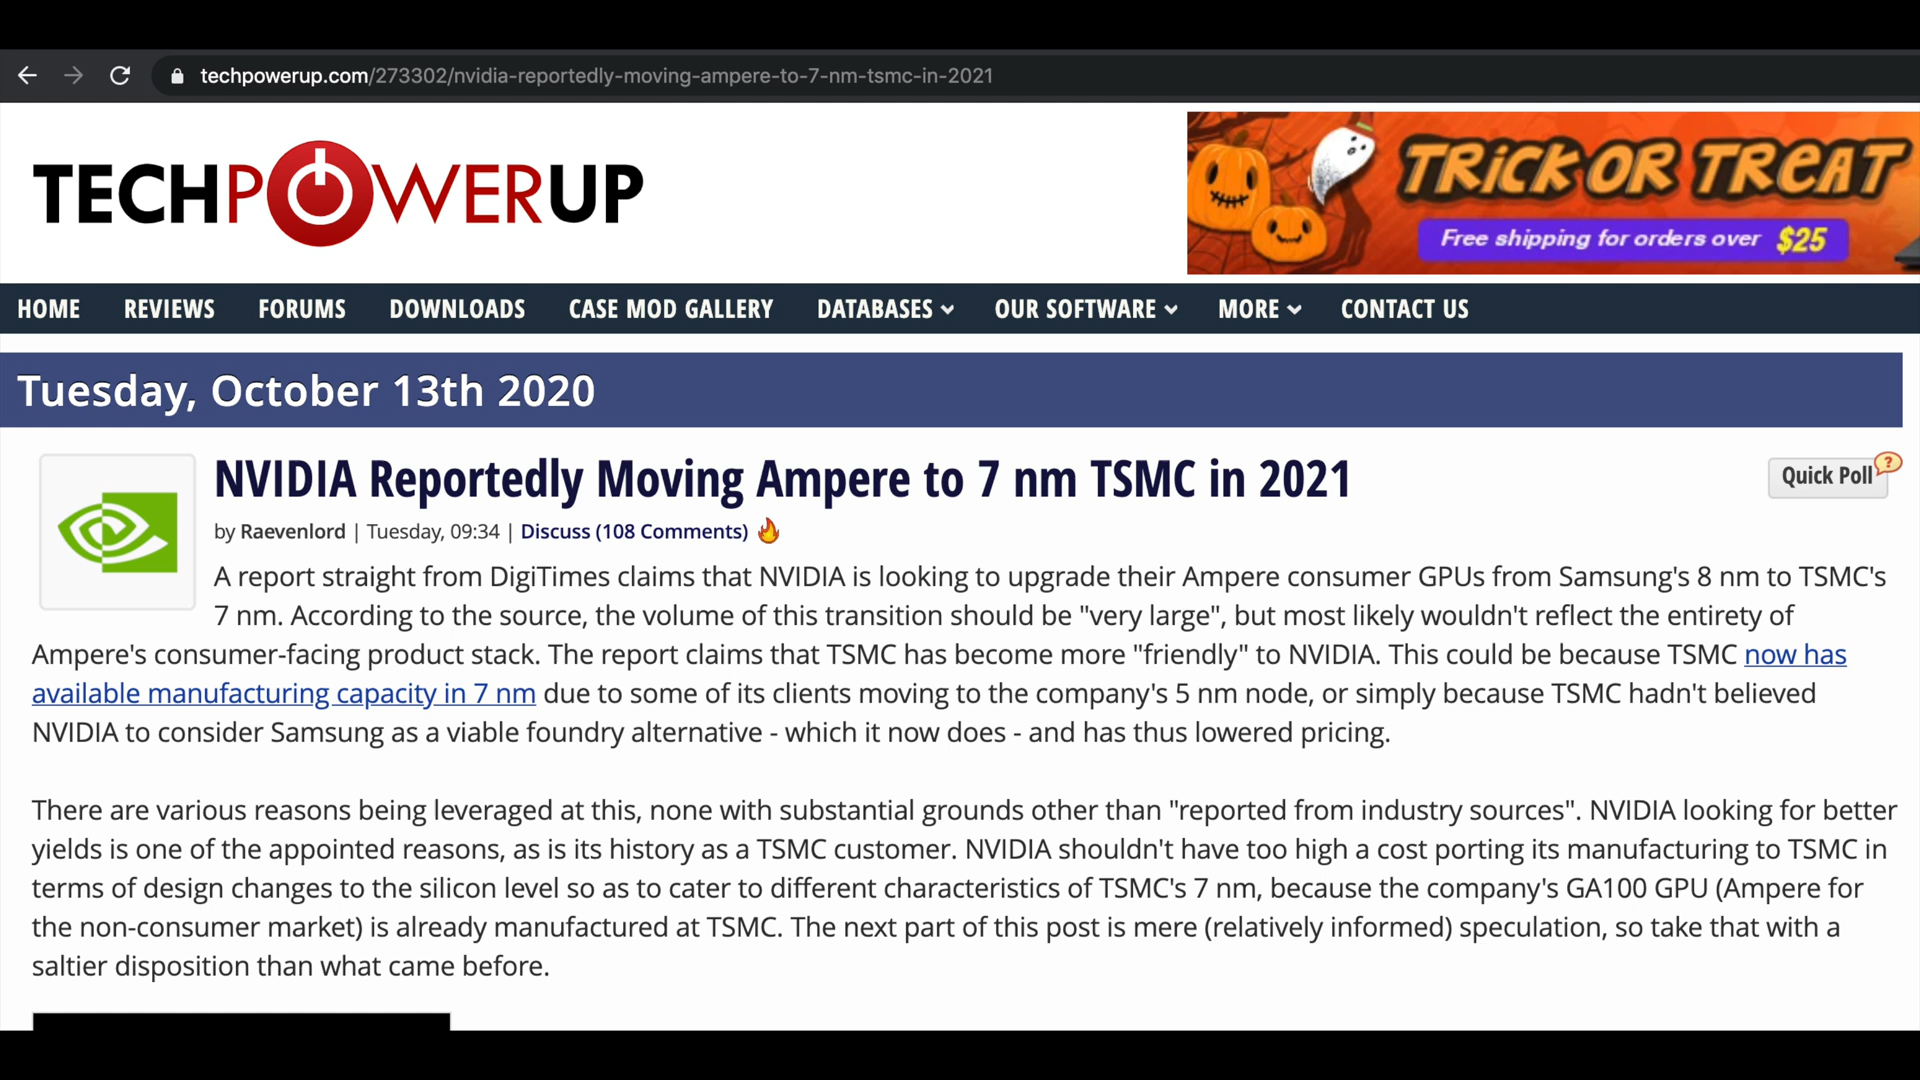 techpowerup.com/273302/nvidia-reportedly-moving-ampere-to-7-nm-tsmc-in-2021
TECHPOWERUP
TRICK OR TREAT
Free shipping for orders over $25
HOME REVIEWS FORUMS DOWNLOADS CASE MOD GALLERY DATABASES OUR SOFTWARE MORE CONTACT US
Tuesday, October 13th 2020
NVIDIA Reportedly Moving Ampere to 7 nm TSMC in 2021
Quick Poll ?
by Raevenlord | Tuesday, 09:34 | Discuss (108 Comments)
A report straight from DigiTimes claims that NVIDIA is looking to upgrade their Ampere consumer GPUs from Samsung's 8 nm to TSMC's
7 nm. According to the source, the volume of this transition should be "very large", but most likely wouldn't reflect the entirety of
Ampere's consumer-facing product stack. The report claims that TSMC has become more "friendly" to NVIDIA. This could be because TSMC now has
available manufacturing capacity in 7 nm due to some of its clients moving to the company's 5 nm node, or simply because TSMC hadn't believed
NVIDIA to consider Samsung as a viable foundry alternative - which it now does - and has thus lowered pricing.
There are various reasons being leveraged at this, none with substantial grounds other than "reported from industry sources". NVIDIA looking for better
yields is one of the appointed reasons, as is its history as a TSMC customer. NVIDIA shouldn't have too high a cost porting its manufacturing to TSMC in
terms of design changes to the silicon level so as to cater to different characteristics of TSMC's 7 nm, because the company's GA100 GPU (Ampere for
the non-consumer market) is already manufactured at TSMC. The next part of this post is mere (relatively informed) speculation, so take that with a
saltier disposition than what came before.